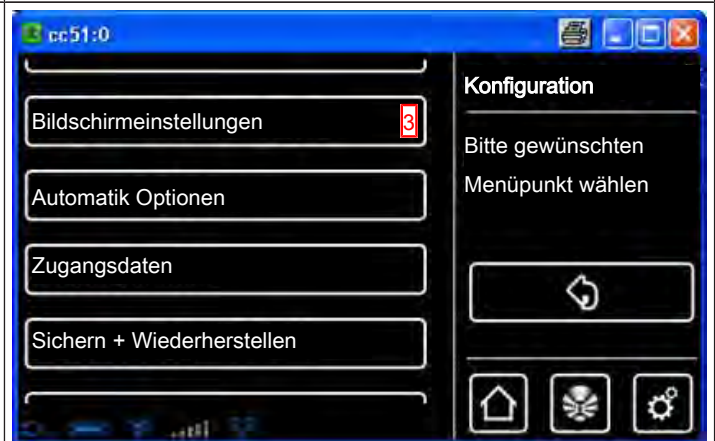 cc51:0
Bildschirmeinstellungen 3
Automatik Optionen
Zugangsdaten
Sichern + Wiederherstellen
Konfiguration
Bitte gewünschten
Menüpunkt wählen